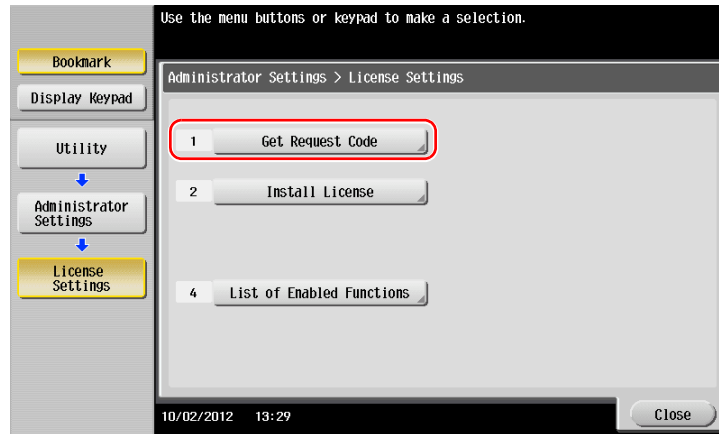 Use the menu buttons or keypad to make a selection.
Bookmark
Display Keypad
Utility
Administrator
Settings
License
Settings
Administrator Settings > License Settings
1 Get Request Code
2 Install License
4 List of Enabled Functions
10/02/2012 13:29
Close